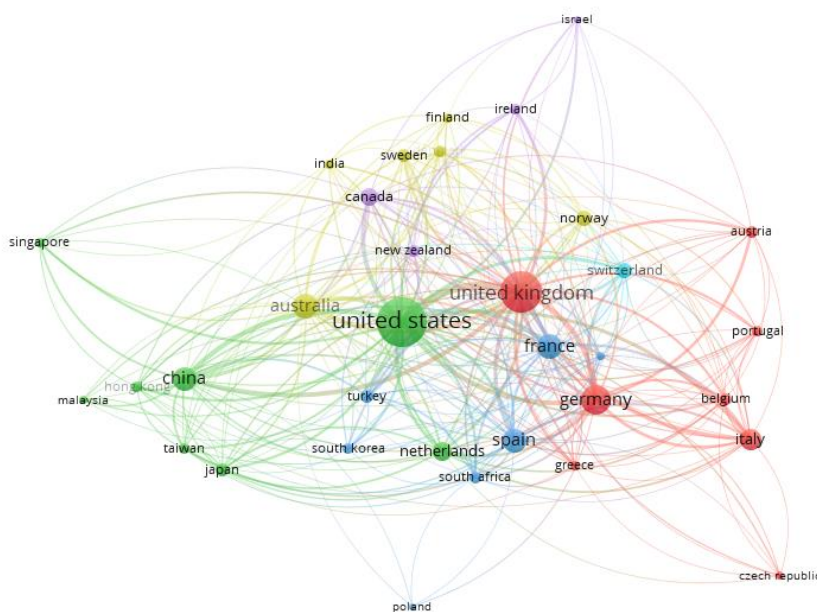 israel
ireland
finland
sweden
india
canada
norway
austria
singapore
new zealand
switzerland
united kingdom
australia
united states
portugal
france
china
hong kong
malaysia
turkey
germany
belgium
spain
italy
taiwan
south korea
netherlands
japan
greece
south africa
czech republic
poland